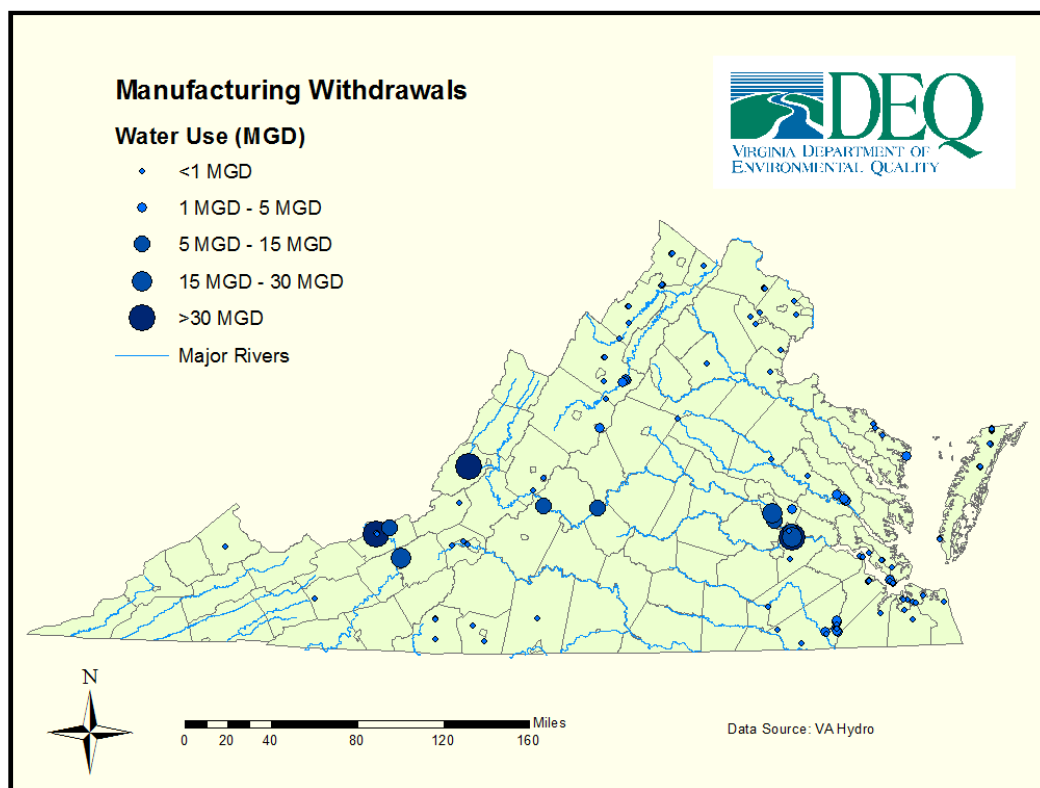 Manufacturing Withdrawals
Water Use (MGD)
<1 MGD
1 MGD - 5 MGD
5 MGD - 15 MGD
15 MGD - 30 MGD
>30 MGD
Major Rivers
DEQ
VIRGINIA DEPARTMENT OF
ENVIRONMENTAL QUALITY
N
Miles
0 20 40 80 120 160
Data Source: VA Hydro